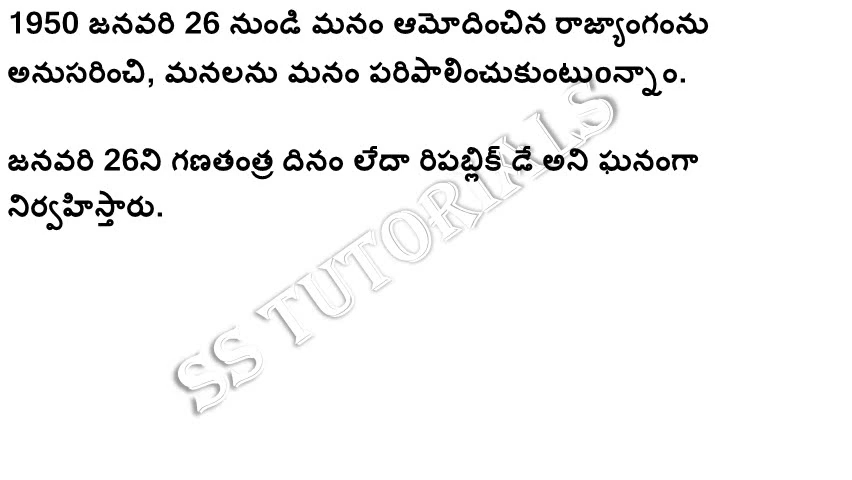 1950 జనవరి 26 నుండి మనం ఆమోదించిన రాజ్యాంగంను
అనుసరించి, మనలను మనం పరిపాలించుకుంటుంన్నాం.
జనవరి 26ని గణతంత్ర దినం లేదా రిపబ్లిక్ డే అని ఘనంగా
నిర్వహిస్తారు.
SS TUTORIALS